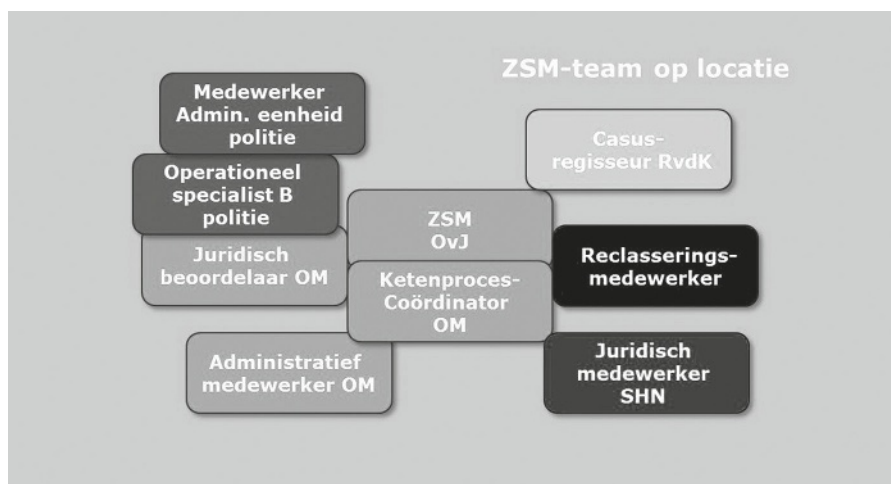 ZSM-team op locatie
Medewerker
Admin. eenheid
politie
Casus-
regisseur RvdK
Operationeel
specialist B
politie
ZSM
OvJ
Juridisch
beoordelaar OM
Reclasserings-
medewerker
Ketenproces-
Coördinator
OM
Administratief
medewerker OM
Juridisch
medewerker
SHN